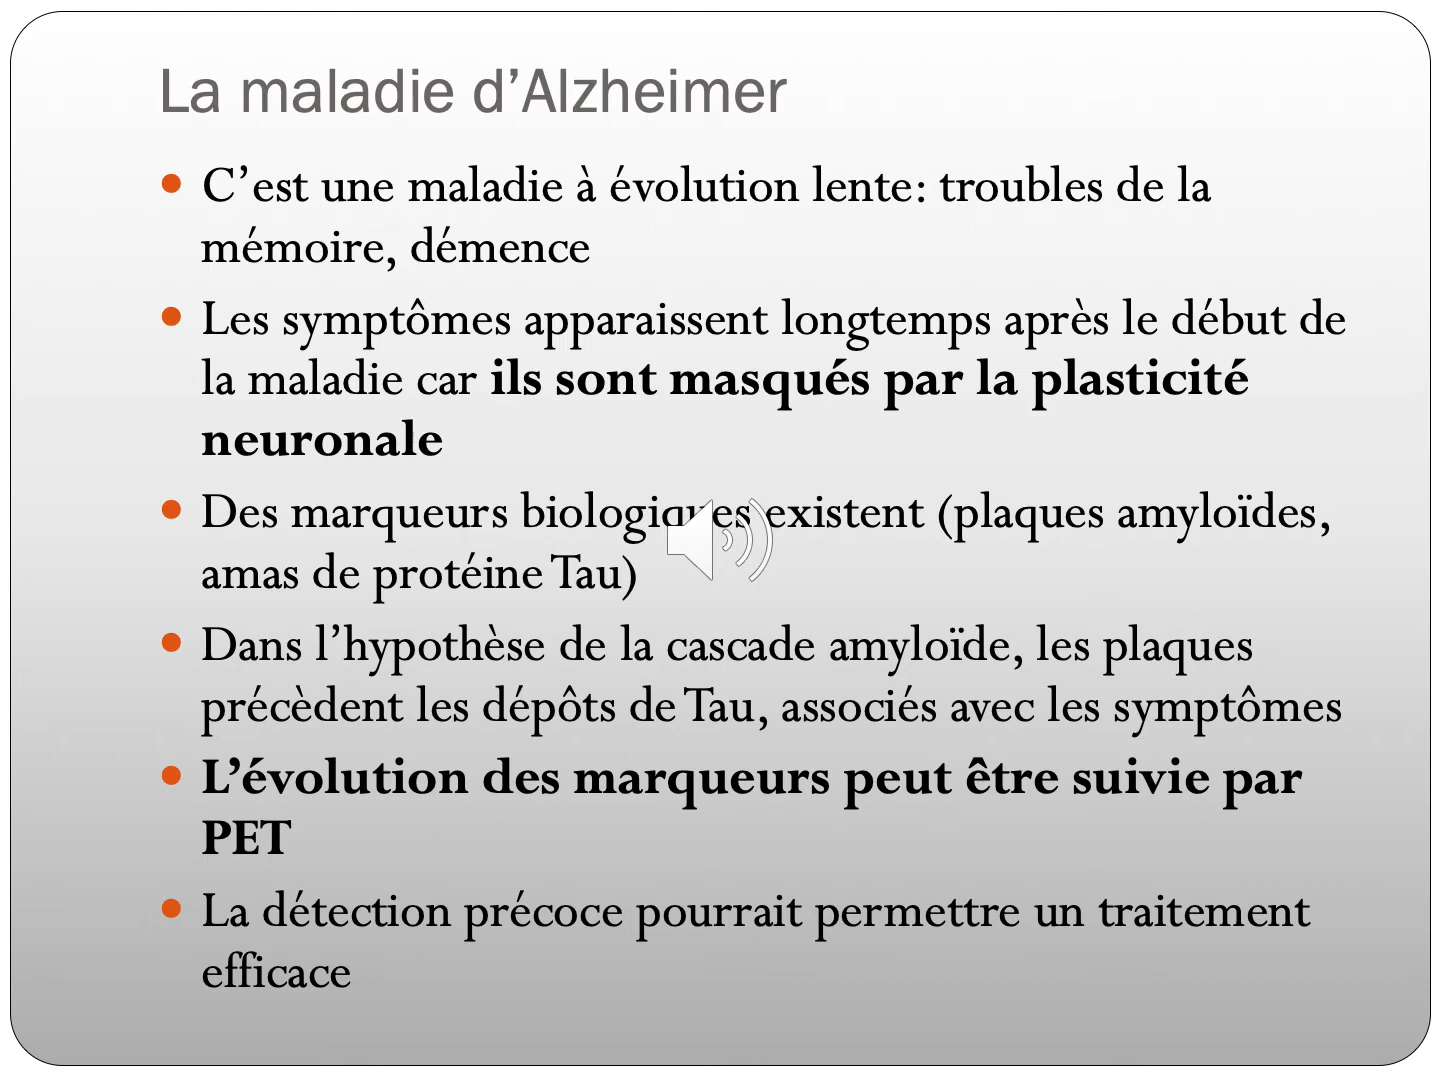 La maladie d’Alzheimer
C’est une maladie à évolution lente: troubles de la
mémoire, démence
Les symptômes apparaissent longtemps après le début de
la maladie car ils sont masqués par la plasticité
neuronale
Des marqueurs biologiques existent (plaques amyloïdes,
amas de protéine Tau)
Dans l’hypothèse de la cascade amyloïde, les plaques
précèdent les dépôts de Tau, associés avec les symptômes
L’évolution des marqueurs peut être suivie par
PET
La détection précoce pourrait permettre un traitement
efficace